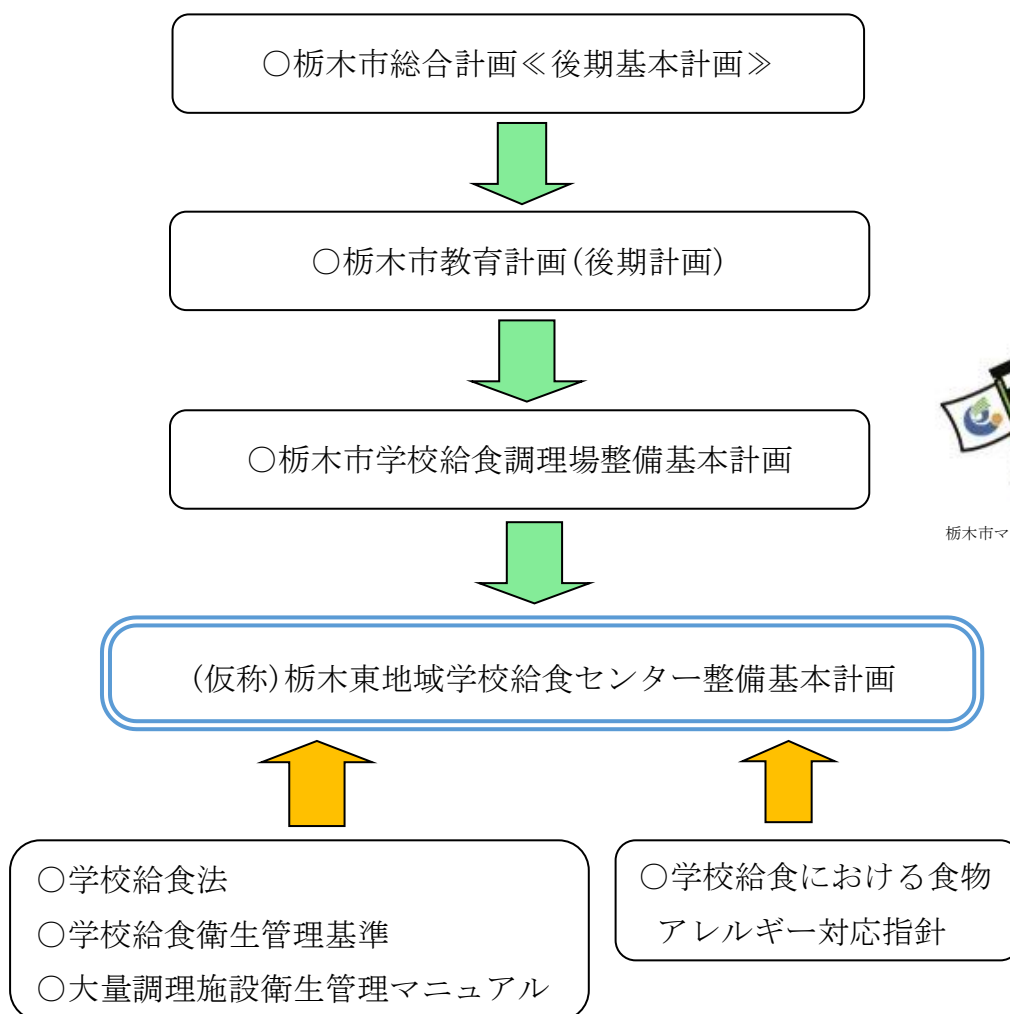 ○栃木市総合計画≪後期基本計画≫
○栃木市教育計画(後期計画)
○栃木市学校給食調理場整備基本計画
栃木市マ
(仮称)栃木東地域学校給食センター整備基本計画
○学校給食法
○学校給食衛生管理基準
○大量調理施設衛生管理マニュアル
○学校給食における食物
アレルギー対応指針